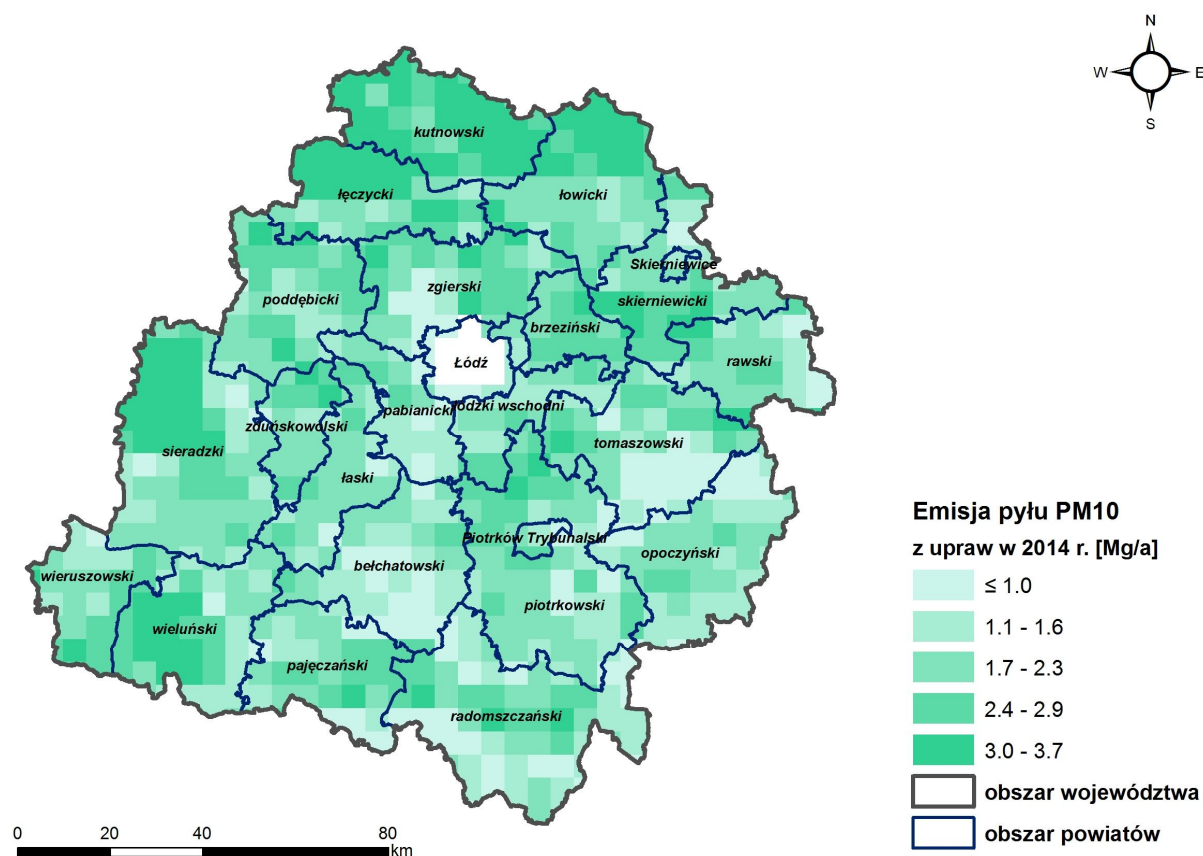 N
W E
S
kutnowski
łęczycki
łowicki
Skierniewice
zgierski
poddębicki
skierniewicki
brzeziński
rawski
Łódź
pabianicki
łódzki wschodni
zduńskowolski
tomaszowski
sieradzki
łaski
Piotrków Trybunalski
opoczyński
bełchatowski
wieruszowski
piotrkowski
wieluński
pajęczański
radomszczański
Emisja pyłu PM10
z upraw w 2014 r. [Mg/a]
≤ 1.0
1.1 - 1.6
1.7 - 2.3
2.4 - 2.9
3.0 - 3.7
obszar województwa
obszar powiatów
0 20 40 80
km